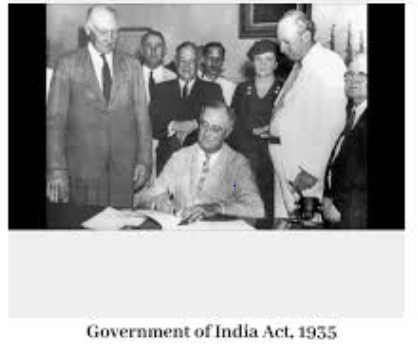 Government of India Act, 1935